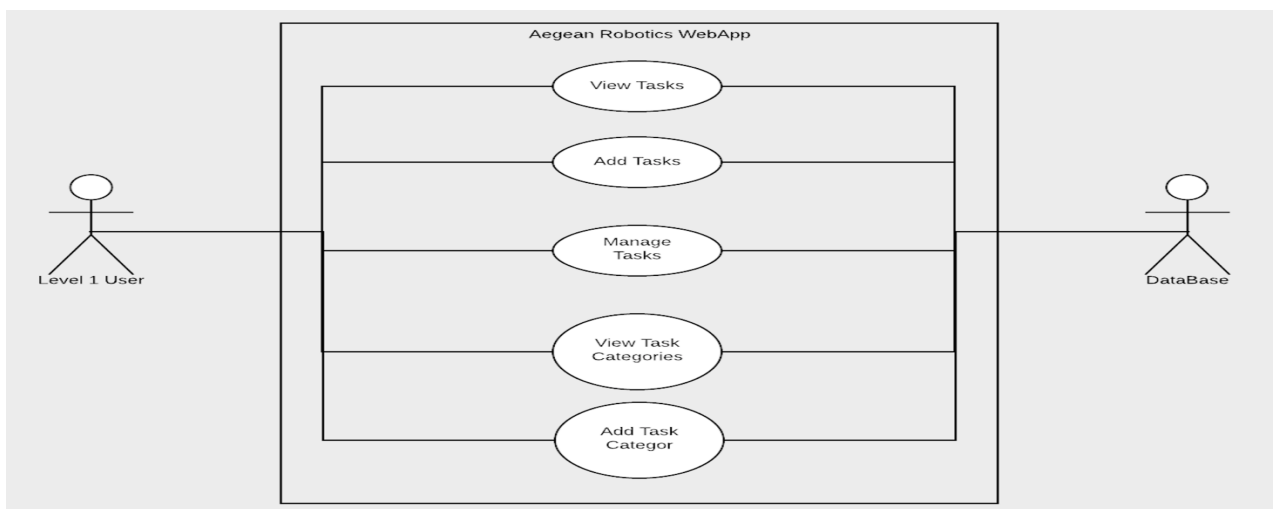 Aegean Robotics WebApp
View Tasks
Add Tasks
Manage
Tasks
Level 1 User
DataBase
View Task
Categories
Add Task
Categor